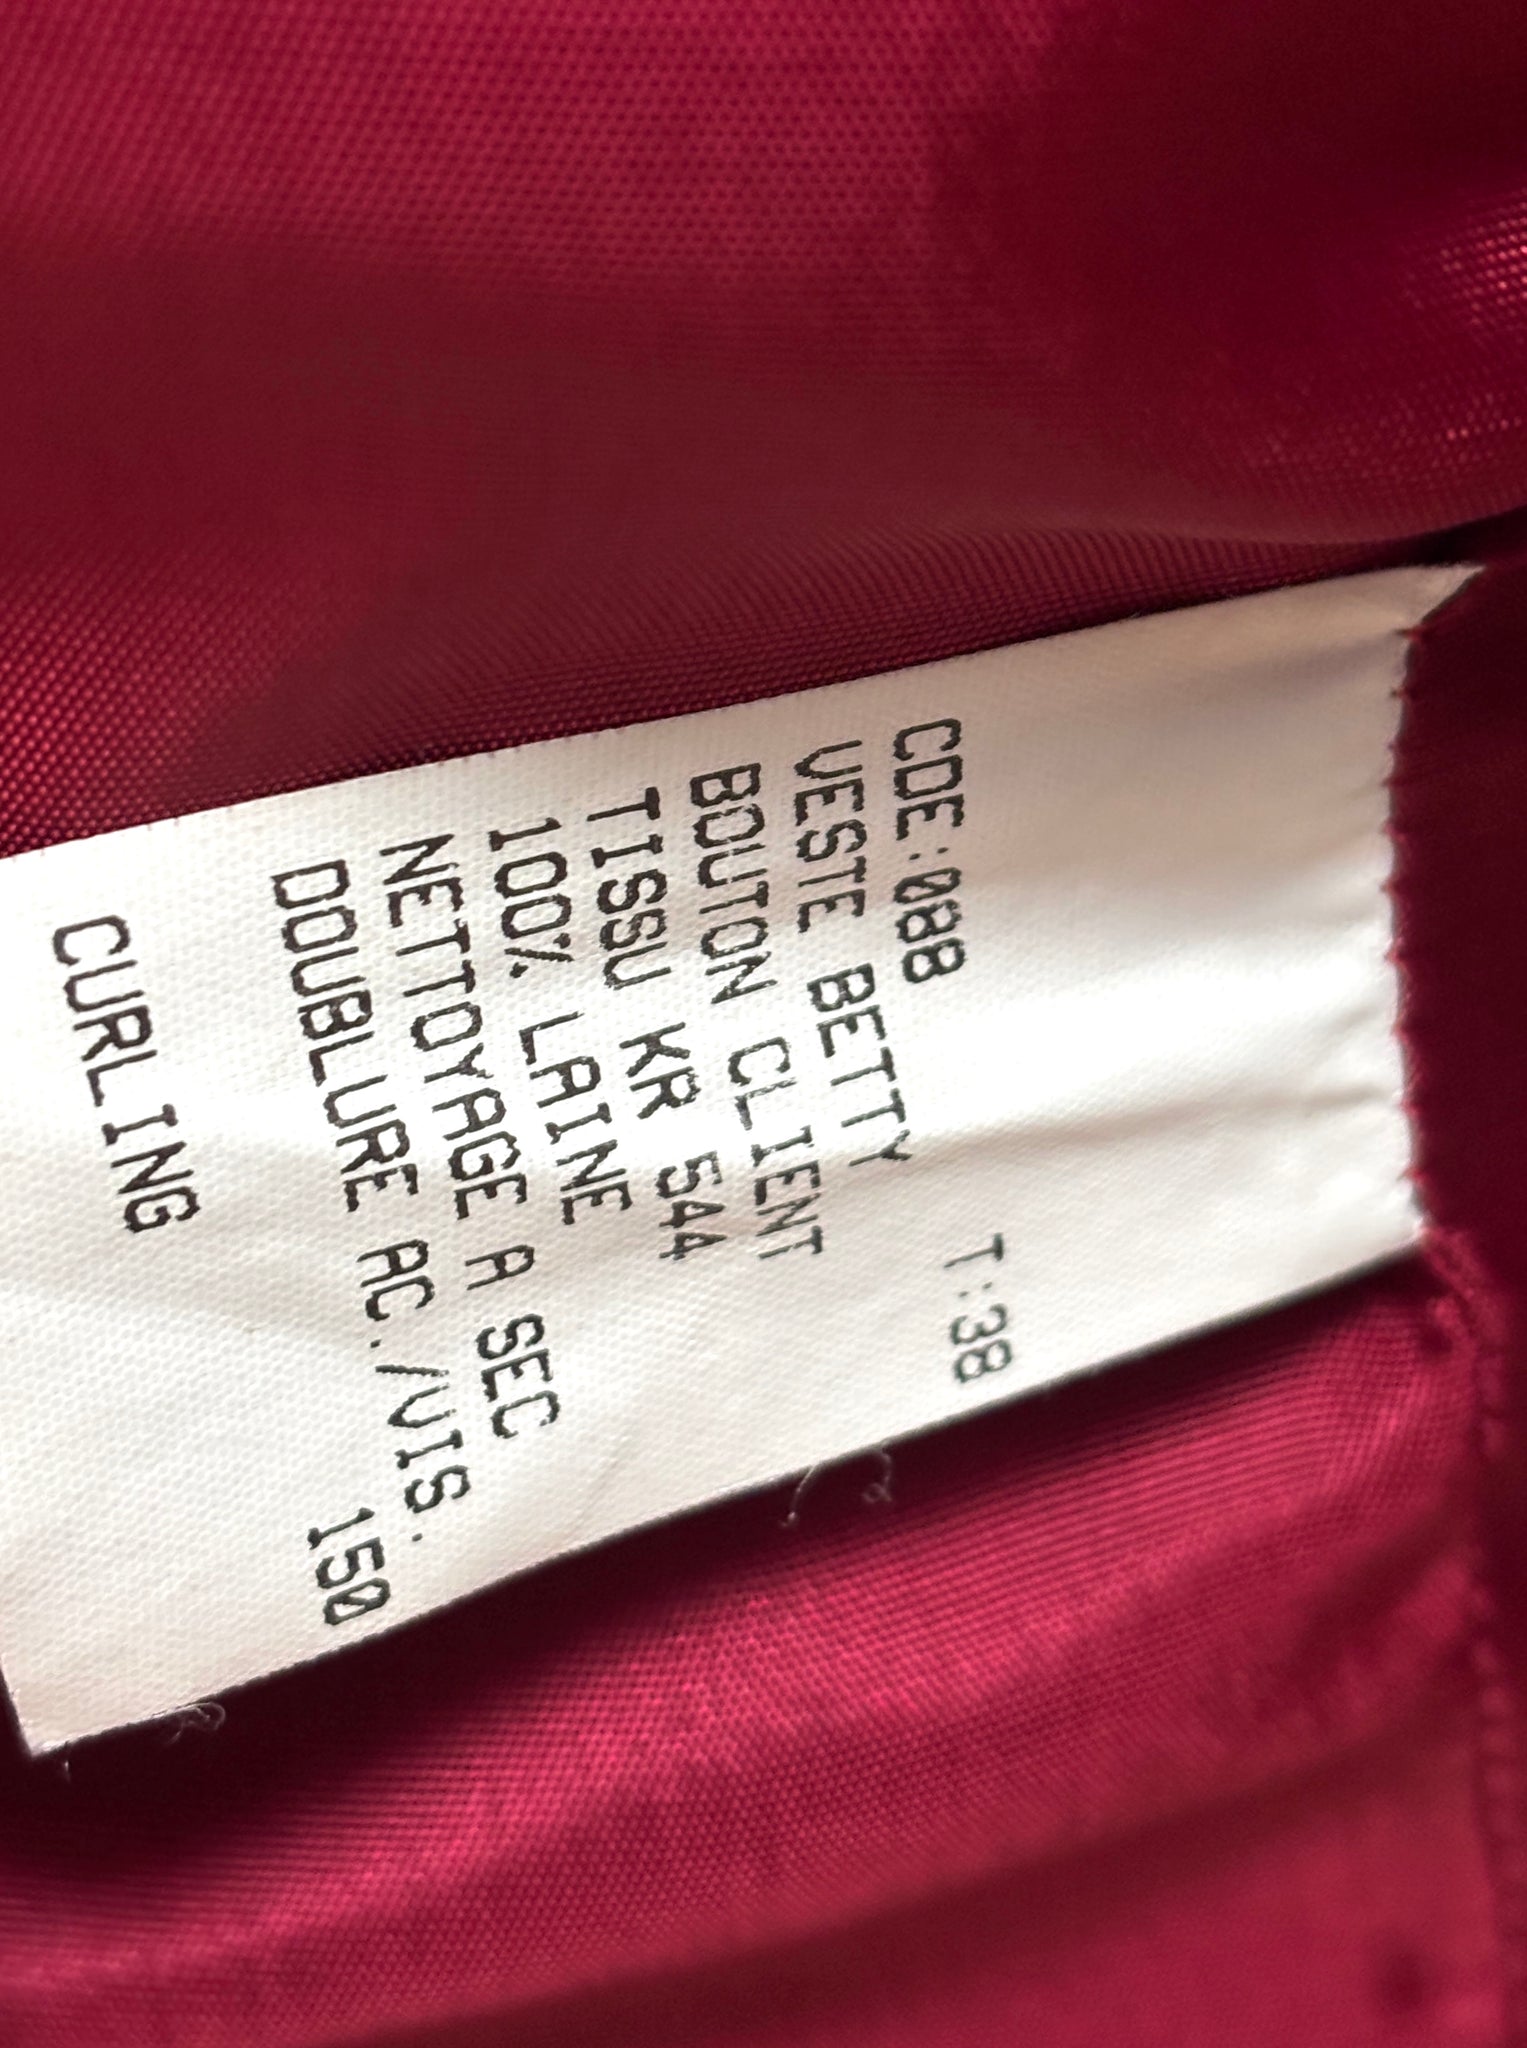 CDE:088 T:38
VESTE BETTY
BOUTON CLIENT
TISSU KR 544
100% LAINE
NETTOYAGE A SEC
DOUBLURE AC./VIS.
150
CURLING